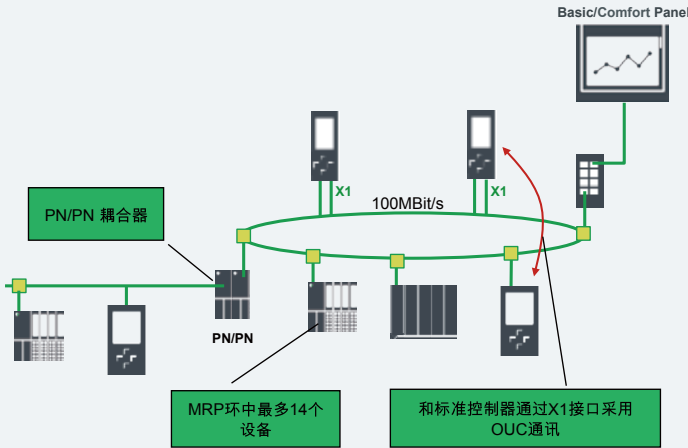 Basic/Comfort Panel
X1
X1
100MBit/s
PN/PN 耦合器
PN/PN
MRP环中最多14个
设备
和标准控制器通过X1接口采用
OUC通讯